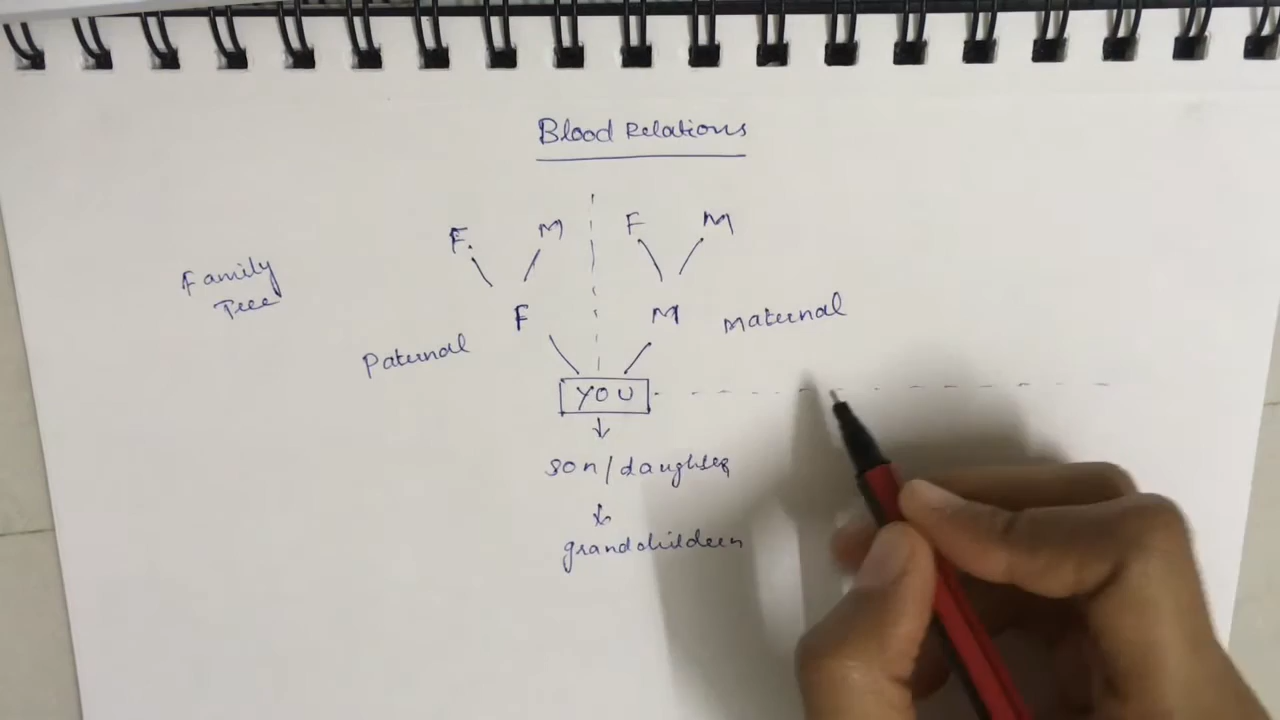 Blood Relations
F M F M
Family
Tree
F M
Paternal
Maternal
YOU
son/daughter
grandchildren